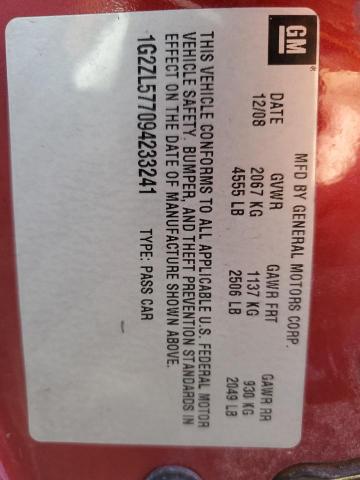 GM
MFD BY GENERAL MOTORS CORP.
DATE GVWR GAWR FRT GAWR RR
12/08 2067 KG 1137 KG 930 KG
4555 LB 2506 LB 2049 LB
THIS VEHICLE CONFORMS TO ALL APPLICABLE U.S. FEDERAL MOTOR
VEHICLE SAFETY, BUMPER, AND THEFT PREVENTION STANDARDS IN
EFFECT ON THE DATE OF MANUFACTURE SHOWN ABOVE.
1G2ZL577094233241 TYPE: PASS CAR